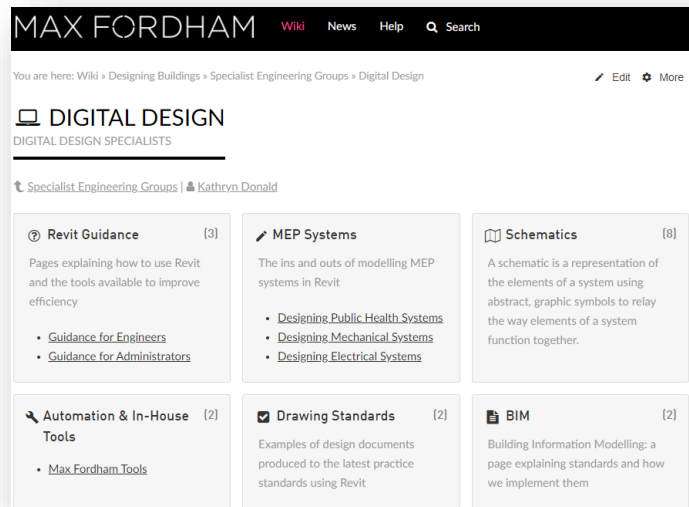 MAX FORDHAM Wiki News Help Search
You are here: Wiki » Designing Buildings » Specialist Engineering Groups » Digital Design Edit More
DIGITAL DESIGN
DIGITAL DESIGN SPECIALISTS
Specialist Engineering Groups | Kathryn Donald
Revit Guidance (3)
Pages explaining how to use Revit
and the tools available to improve
efficiency
• Guidance for Engineers
• Guidance for Administrators
MEP Systems
The ins and outs of modelling MEP
systems in Revit
• Designing Public Health Systems
• Designing Mechanical Systems
• Designing Electrical Systems
Schematics (8)
A schematic is a representation of
the elements of a system using
abstract, graphic symbols to relay
the way elements of a system
function together.
Automation & In-House (2)
Tools
• Max Fordham Tools
Drawing Standards (2)
Examples of design documents
produced to the latest practice
standards using Revit
BIM (2)
Building Information Modelling: a
page explaining standards and how
we implement them